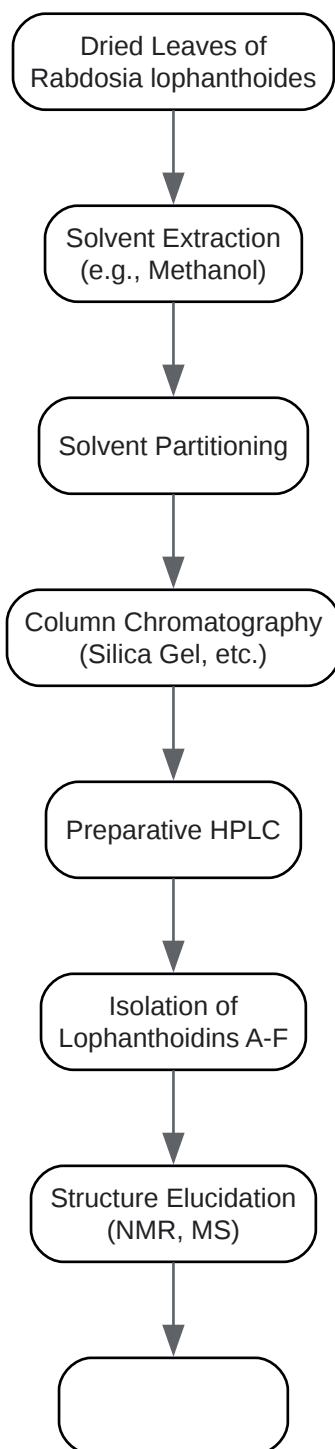 Dried Leaves of
Rabdosia lophanthoides
Solvent Extraction
(e.g., Methanol)
Solvent Partitioning
Column Chromatography
(Silica Gel, etc.)
Preparative HPLC
Isolation of
Lophanthoidins A-F
Structure Elucidation
(NMR, MS)